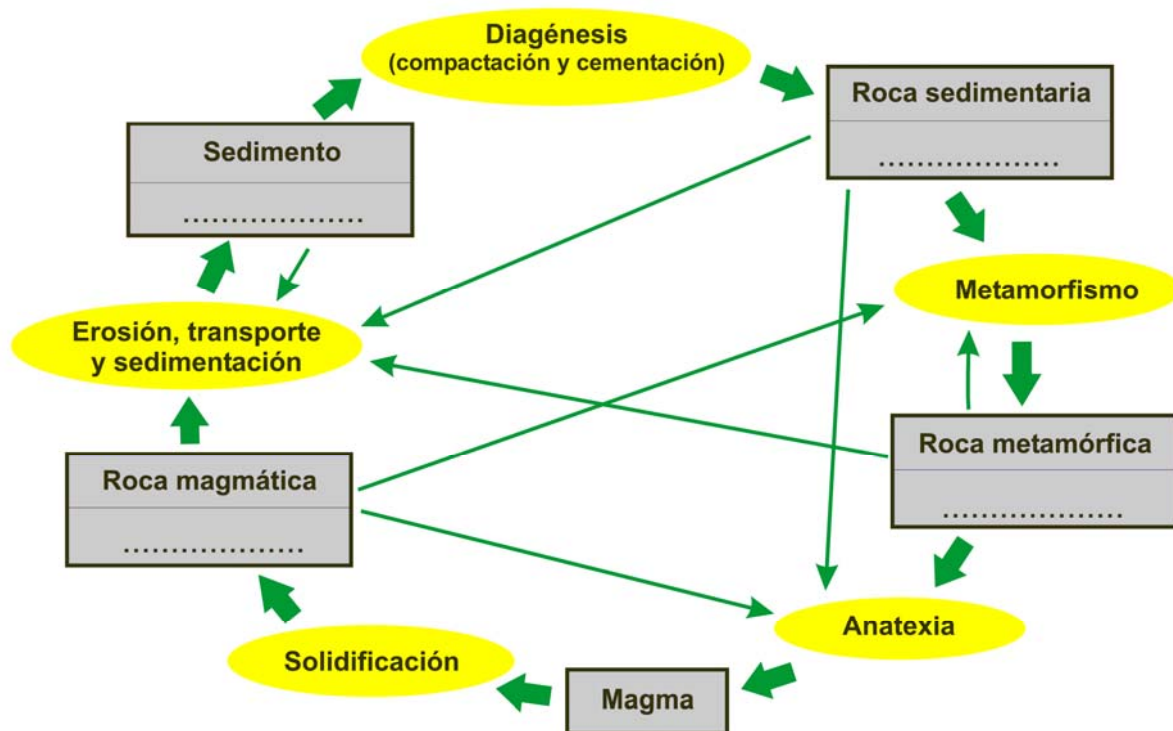 Diagénesis
(compactación y cementación)
Roca sedimentaria
...................
Sedimento
...................
Metamorfismo
Erosión, transporte
y sedimentación
Roca metamórfica
...................
Roca magmática
...................
Anatexia
Solidificación
Magma